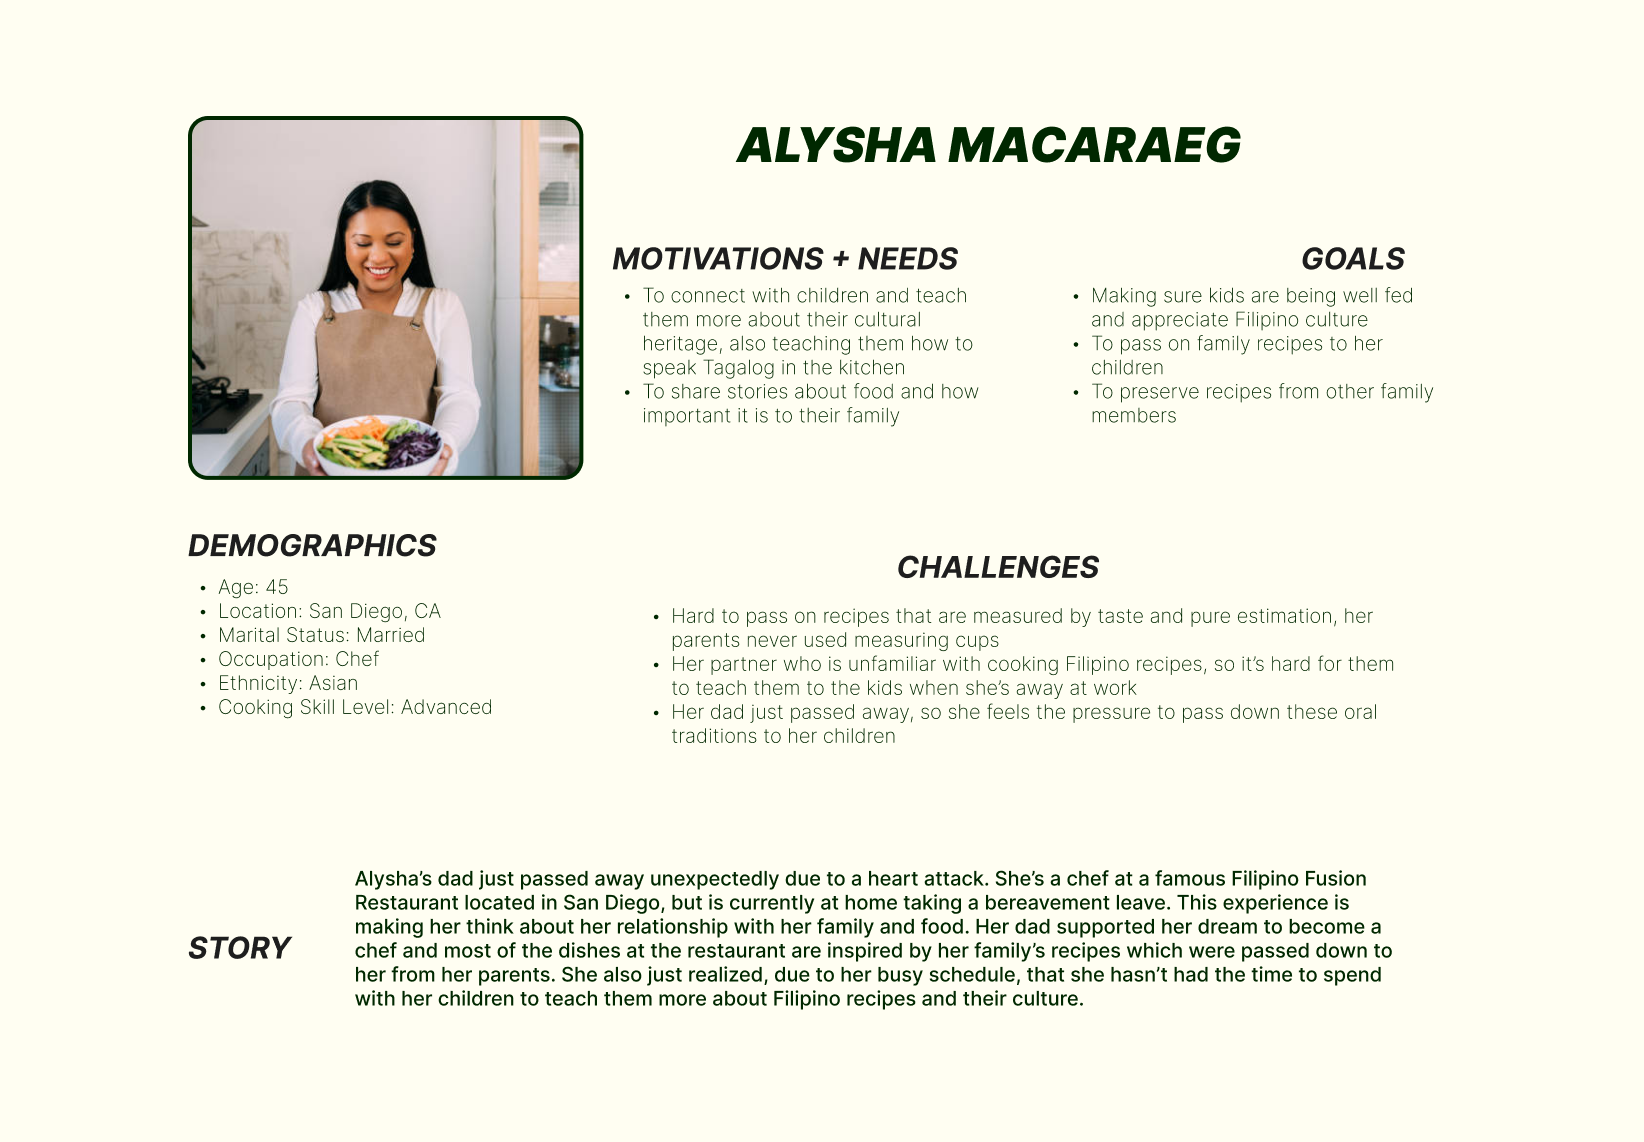 ALYSHA MACARAEG
MOTIVATIONS + NEEDS
• To connect with children and teach
them more about their cultural
heritage, also teaching them how to
speak Tagalog in the kitchen
• To share stories about food and how
important it is to their family
GOALS
• Making sure kids are being well fed
and appreciate Filipino culture
• To pass on family recipes to her
children
• To preserve recipes from other family
members
DEMOGRAPHICS
• Age: 45
• Location: San Diego, CA
• Marital Status: Married
• Occupation: Chef
• Ethnicity: Asian
• Cooking Skill Level: Advanced
CHALLENGES
• Hard to pass on recipes that are measured by taste and pure estimation, her
parents never used measuring cups
• Her partner who is unfamiliar with cooking Filipino recipes, so it’s hard for them
to teach them to the kids when she’s away at work
• Her dad just passed away, so she feels the pressure to pass down these oral
traditions to her children
STORY
Alysha’s dad just passed away unexpectedly due to a heart attack. She’s a chef at a famous Filipino Fusion
Restaurant located in San Diego, but is currently at home taking a bereavement leave. This experience is
making her think about her relationship with her family and food. Her dad supported her dream to become a
chef and most of the dishes at the restaurant are inspired by her family’s recipes which were passed down to
her from her parents. She also just realized, due to her busy schedule, that she hasn’t had the time to spend
with her children to teach them more about Filipino recipes and their culture.